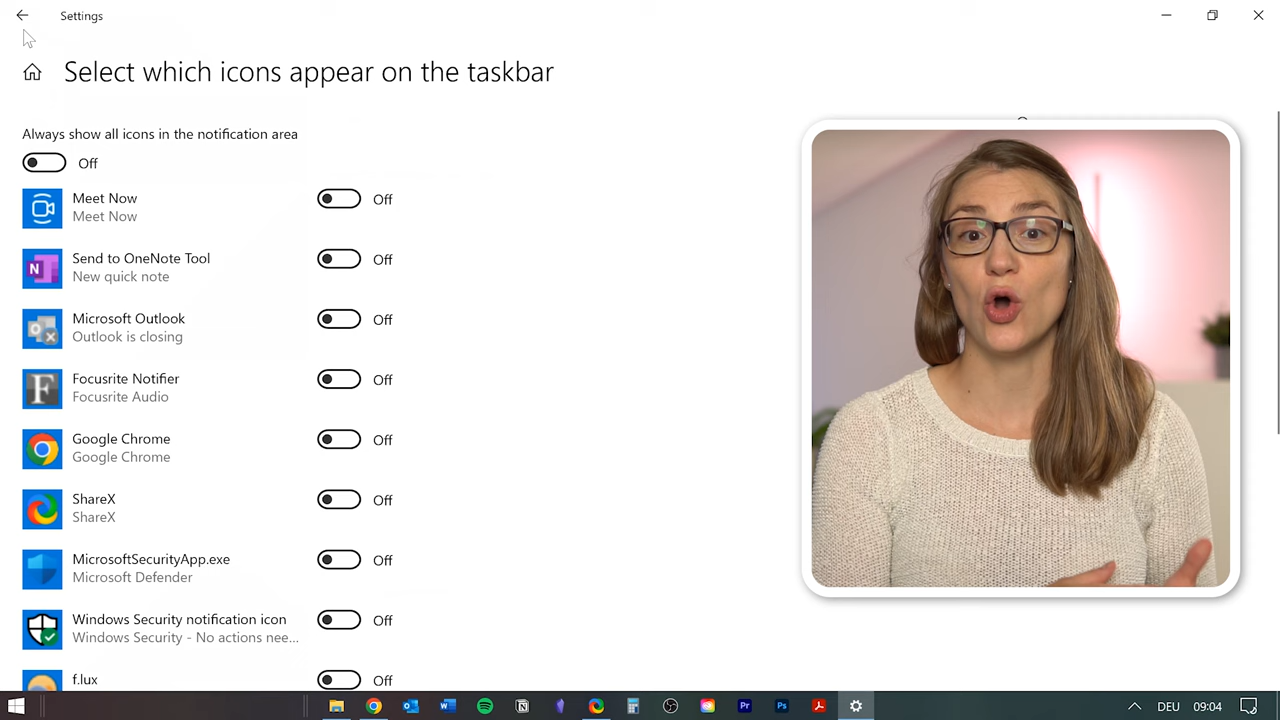 Settings
Select which icons appear on the taskbar
Always show all icons in the notification area
Off
Meet Now
Meet Now
Off
Send to OneNote Tool
New quick note
Off
Microsoft Outlook
Outlook is closing
Off
Focusrite Notifier
Focusrite Audio
Off
Google Chrome
Google Chrome
Off
ShareX
ShareX
Off
MicrosoftSecurityApp.exe
Microsoft Defender
Off
Windows Security notification icon
Windows Security - No actions nee...
Off
f.lux
Off
DEU 09:04